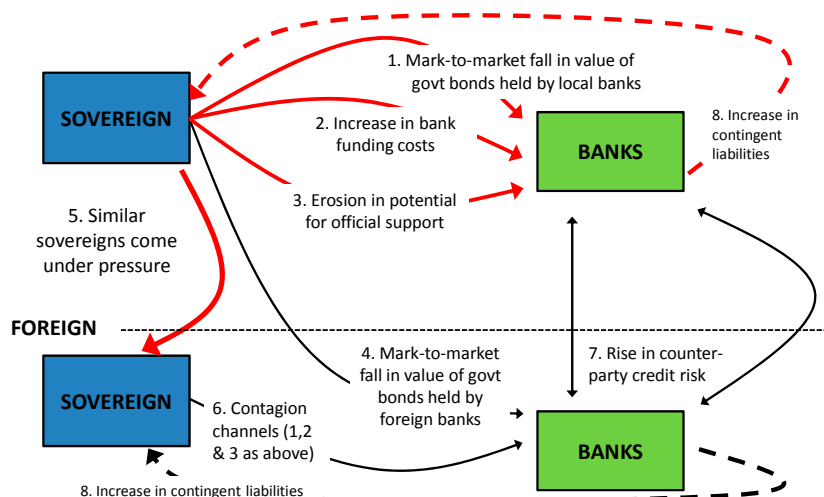 1. Mark-to-market fall in value of
govt bonds held by local banks
SOVEREIGN
2. Increase in bank
funding costs
8. Increase in
contingent
liabilities
BANKS
3. Erosion in potential
for official support
5. Similar
sovereigns come
under pressure
FOREIGN
4. Mark-to-market
fall in value of govt
bonds held by
foreign banks
7. Rise in counter-
party credit risk
SOVEREIGN
6. Contagion
channels (1,2
& 3 as above)
BANKS
8. Increase in contingent liabilities